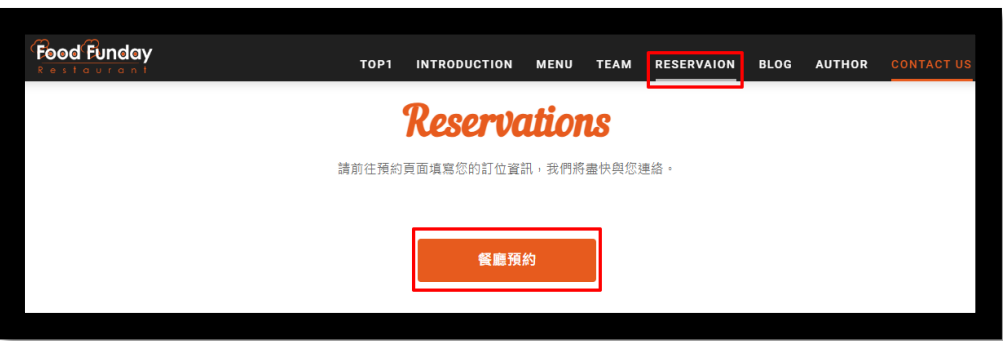 Food Funday
Restaurant
TOP1 INTRODUCTION MENU TEAM RESERVAION BLOG AUTHOR CONTACT US
Reservations
請前往預約頁面填寫您的訂位資訊，我們將盡快與您連絡。
餐廳預約